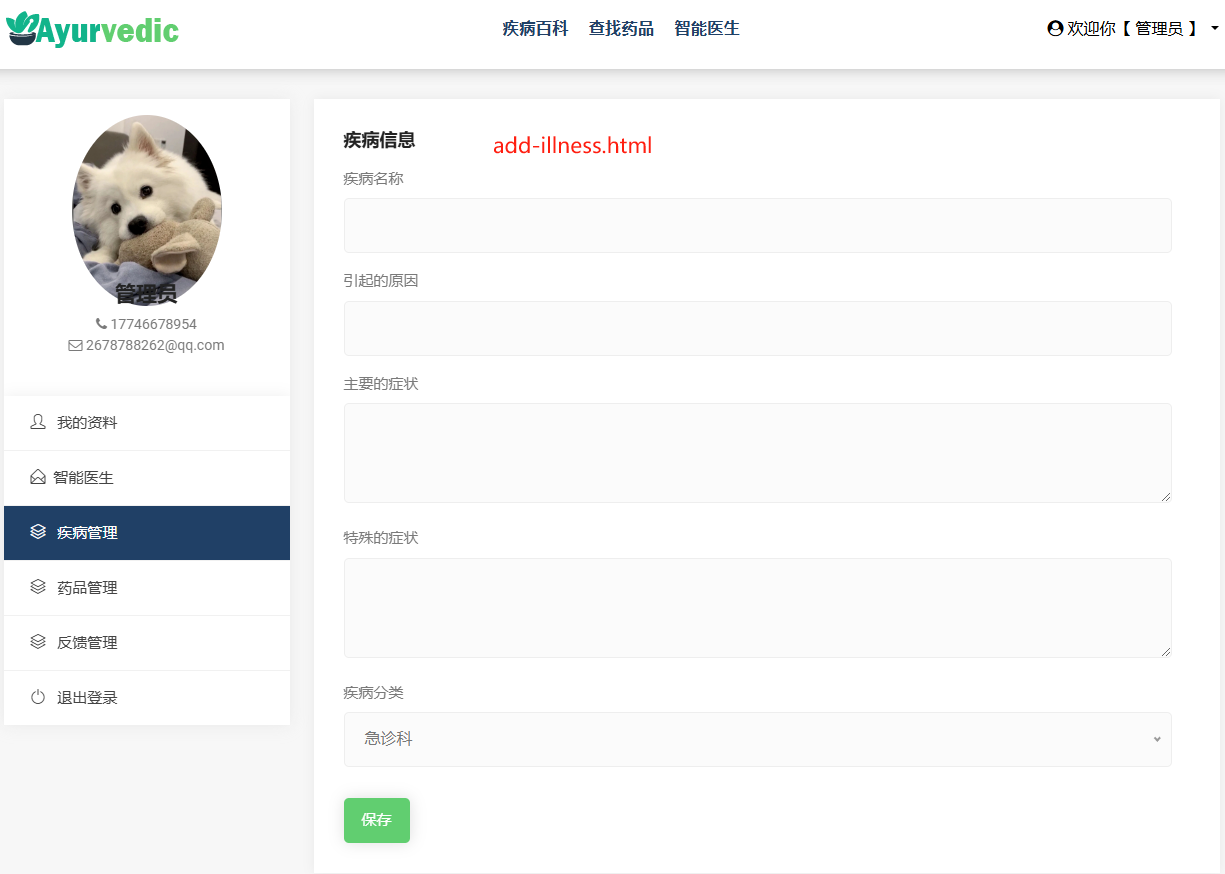 Ayurvedic
疾病百科 查找药品 智能医生
欢迎你【 管理员 】
管理员
17746678954
2678788262@qq.com
我的资料
智能医生
疾病管理
药品管理
反馈管理
退出登录
疾病信息
add-illness.html
疾病名称
引起的原因
主要的症状
特殊的症状
疾病分类
急诊科
保存